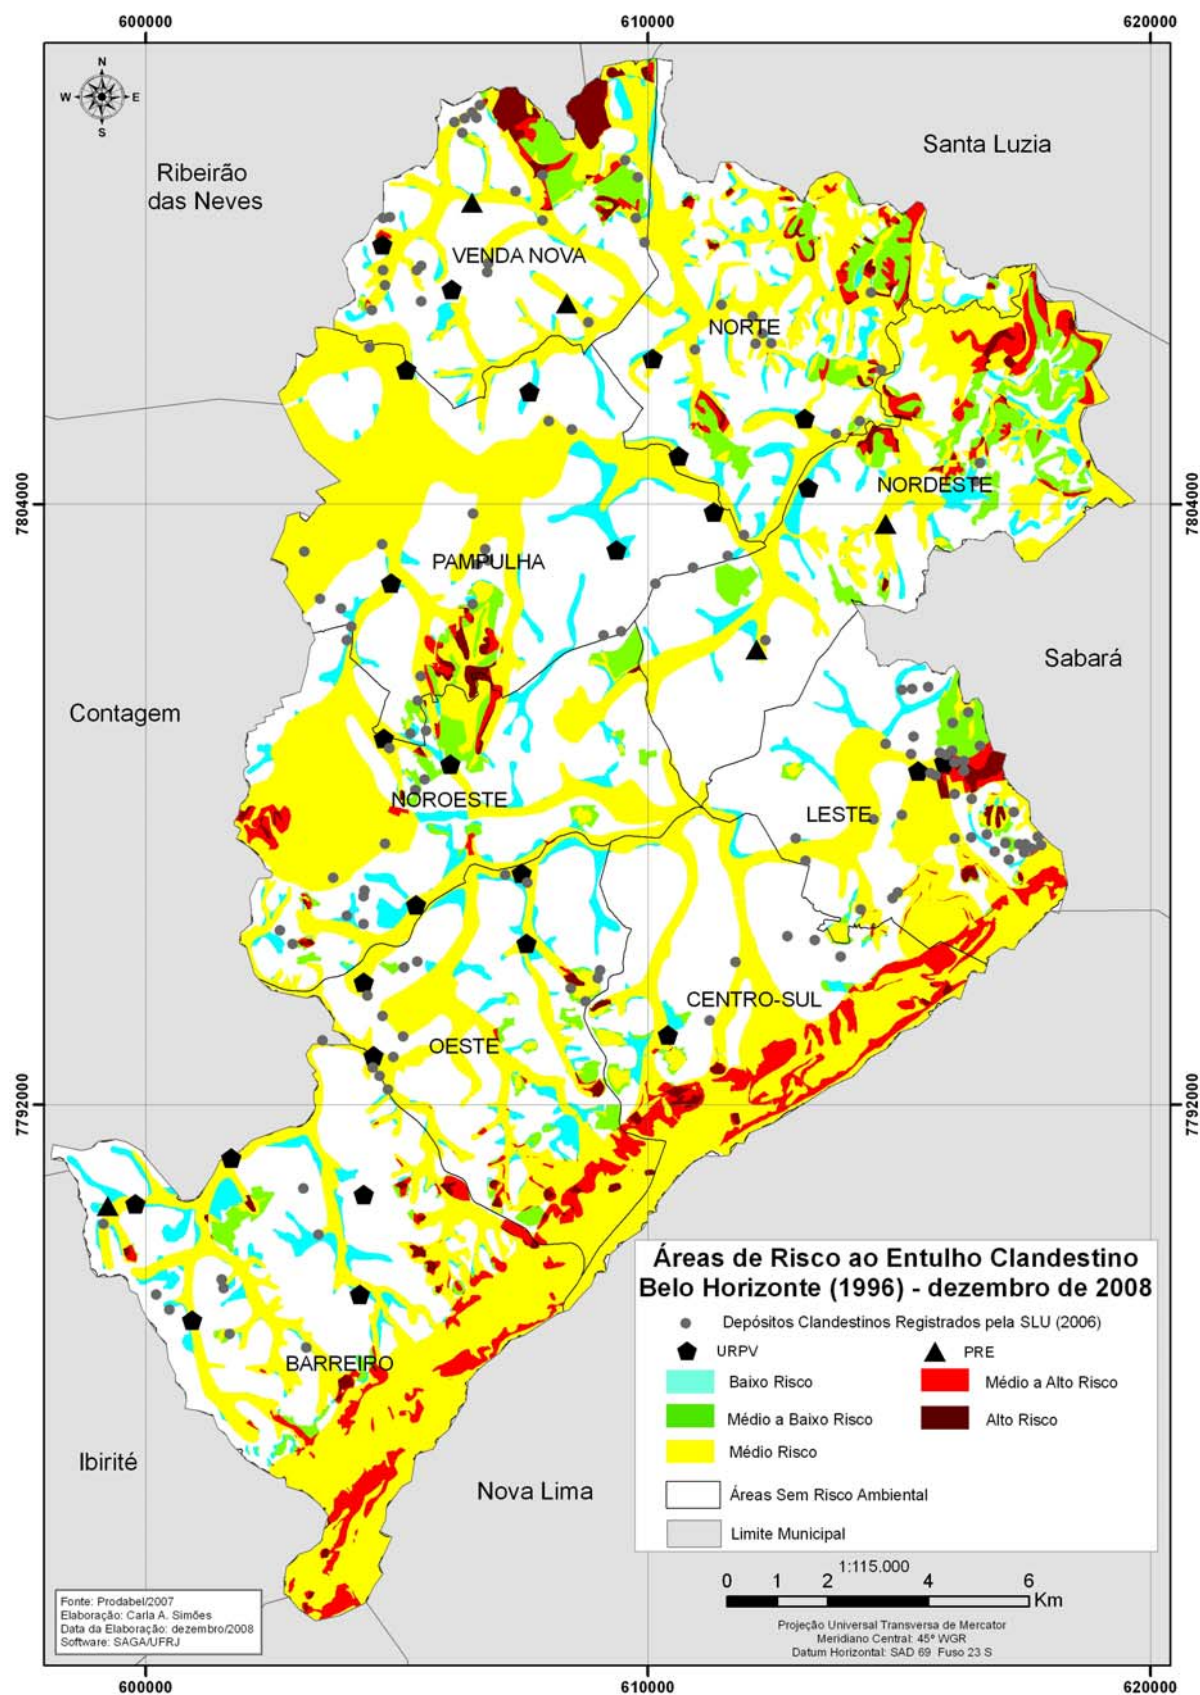 600000
610000
620000
N
W
E
S
Santa Luzia
Ribeirão
das Neves
VENDA NOVA
NORTE
7804000
7804000
NORDESTE
PAMPULHA
Sabará
Contagem
NOROESTE
LESTE
CENTRO-SUL
OESTE
7792000
7792000
BARREIRO
Ibirité
Nova Lima
Áreas de Risco ao Entulho Clandestino
Belo Horizonte (1996) - dezembro de 2008
Depósitos Clandestinos Registrados pela SLU (2006)
URPV
PRE
Baixo Risco
Médio a Alto Risco
Médio a Baixo Risco
Alto Risco
Médio Risco
Áreas Sem Risco Ambiental
Limite Municipal
1:115.000
0 1 2 4 6
Km
Projeção Universal Transversa de Mercator
Meridiano Central: 45º WGR
Datum Horizontal: SAD 69 Fuso 23 S
Fonte: Prodabel/2007
Elaboração: Carla A. Simões
Data da Elaboração: dezembro/2008
Software: SAGA/UFRJ
600000
610000
620000